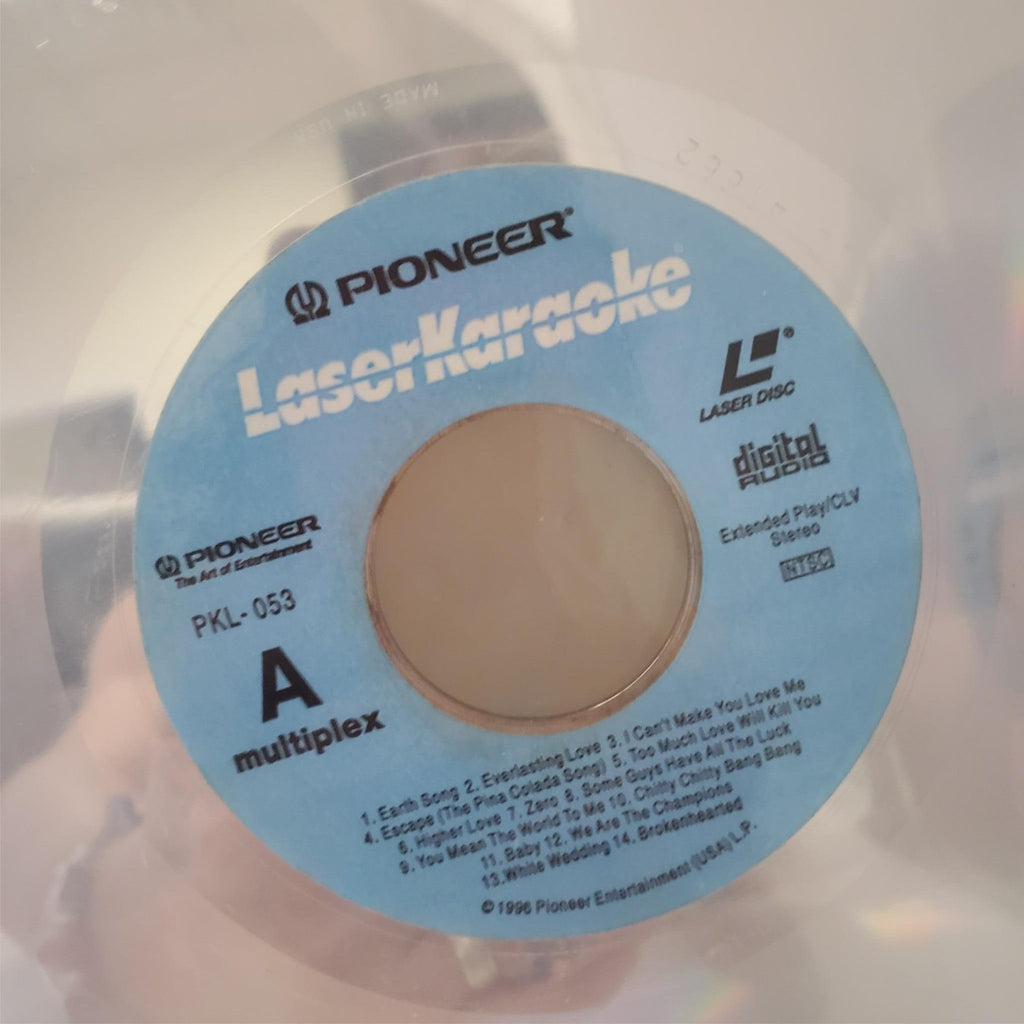 MADE IN USA
PIONEER®
LaserKaraoke
LASER DISC®
digital
AUDIO
Extended Play/CLV
Stereo
NTSC
PIONEER
The Art of Entertainment
PKL-053
A
multiplex
1. Earth Song 2. Everlasting Love 3. I Can't Make You Love Me
4. Escape (The Pina Colada Song) 5. Too Much Love Will Kill You
6. Higher Love 7. Zero 8. Some Guys Have All The Luck
9. You Mean The World To Me 10. Chitty Chitty Bang Bang
11. Baby 12. We Are The Champions
13.White Wedding 14. Brokenhearted
© 1996 Pioneer Entertainment (USA) L.P.